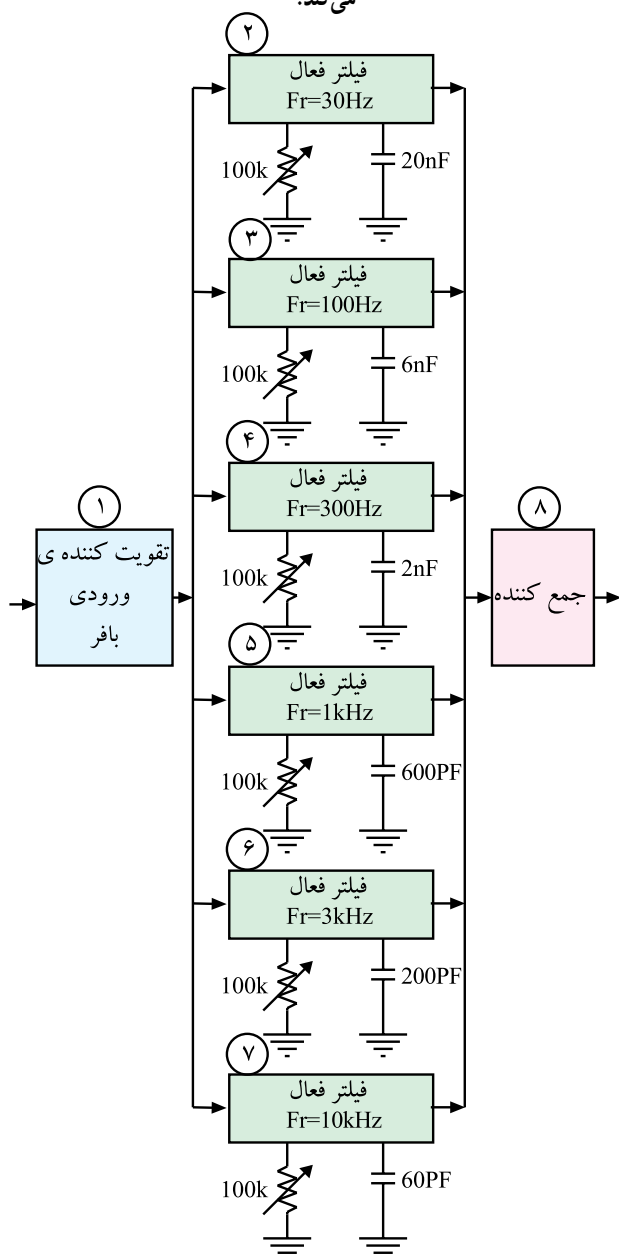 می‌کند.
۲
فیلتر فعال
Fr=30Hz
100k
20nF
۳
فیلتر فعال
Fr=100Hz
100k
6nF
۴
فیلتر فعال
Fr=300Hz
100k
2nF
۱
تقویت کننده ی
ورودی
بافر
۸
جمع کننده
۵
فیلتر فعال
Fr=1kHz
100k
600PF
۶
فیلتر فعال
Fr=3kHz
100k
200PF
۷
فیلتر فعال
Fr=10kHz
100k
60PF